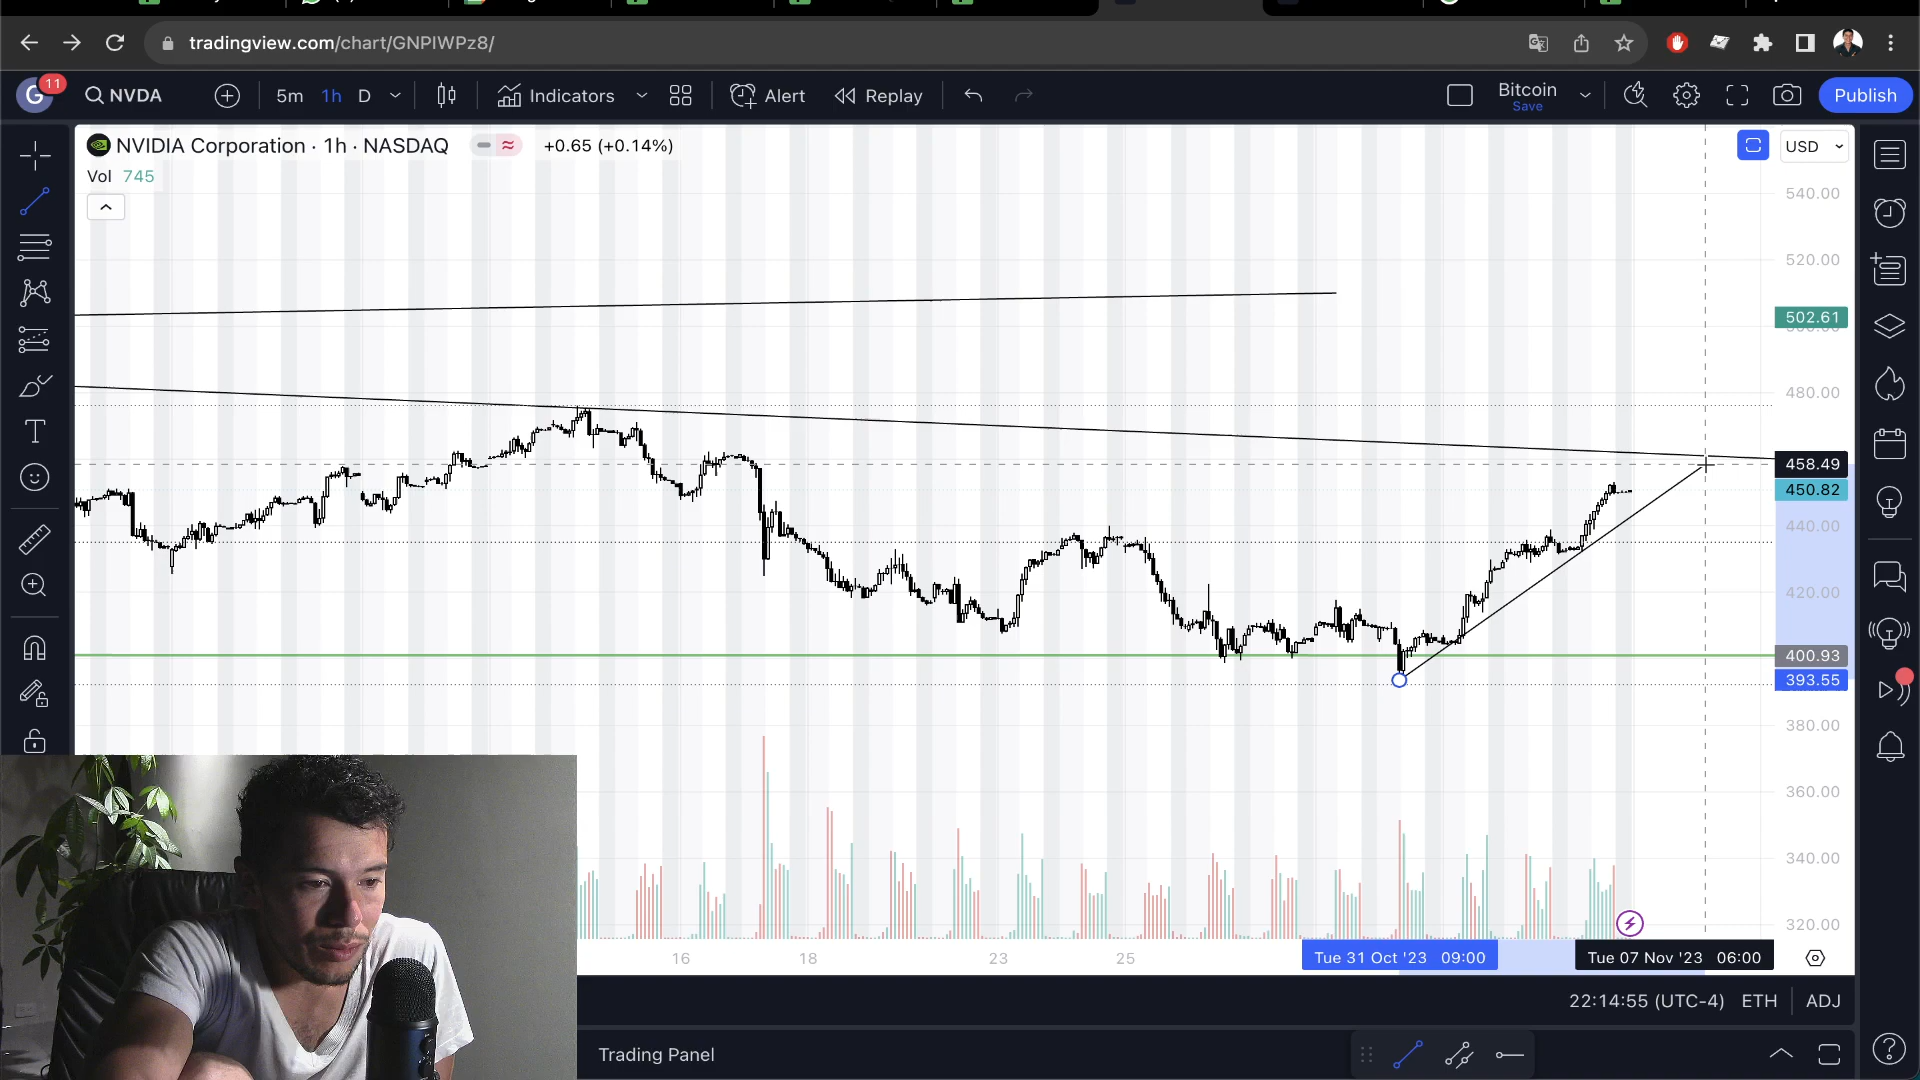 tradingview.com/chart/GNPIWPz8/
G 11 NVDA 5m 1h D Indicators Alert Replay Bitcoin Save Publish
NVIDIA Corporation · 1h · NASDAQ +0.65 (+0.14%) USD
Vol 745
540.00
520.00
502.61
480.00
458.49
450.82
440.00
420.00
400.93
393.55
380.00
360.00
340.00
320.00
16 18 23 25 Tue 31 Oct '23 09:00 Tue 07 Nov '23 06:00
22:14:55 (UTC-4) ETH ADJ
Trading Panel